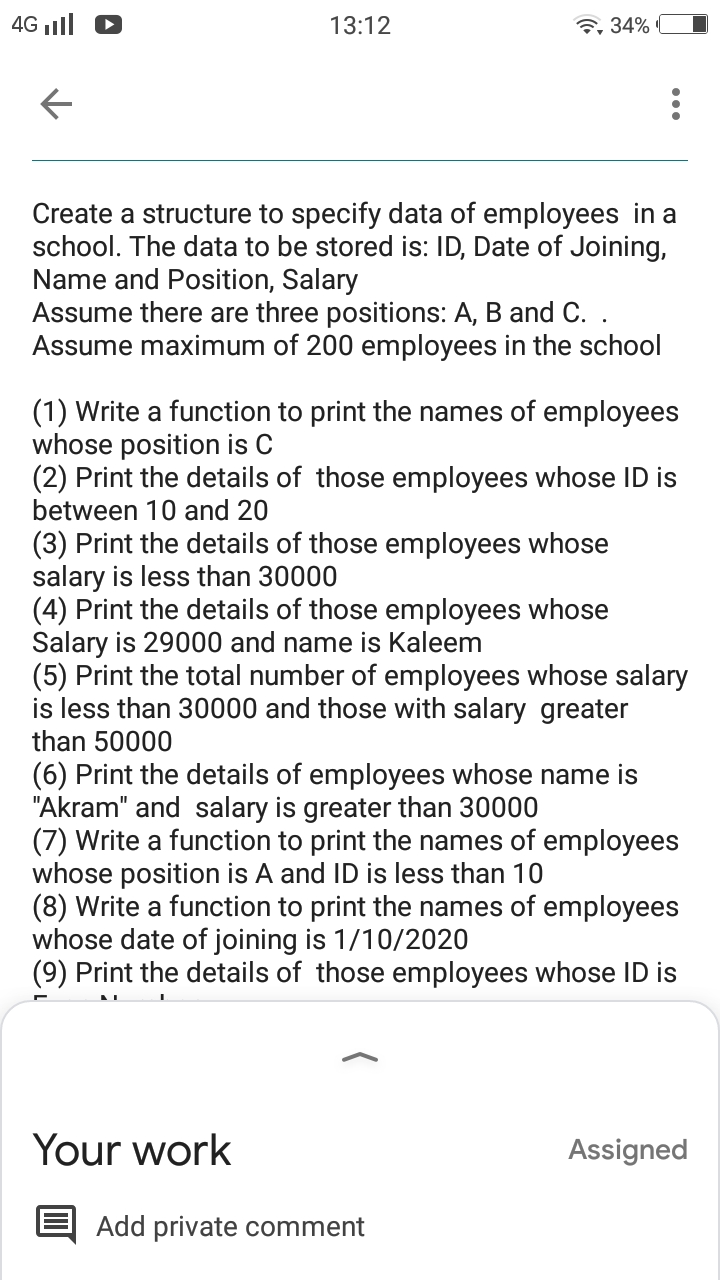 4G 13:12 34%
Create a structure to specify data of employees  in a
school. The data to be stored is: ID, Date of Joining,
Name and Position, Salary
Assume there are three positions: A, B and C.  .
Assume maximum of 200 employees in the school
(1) Write a function to print the names of employees
whose position is C
(2) Print the details of  those employees whose ID is
between 10 and 20
(3) Print the details of those employees whose
salary is less than 30000
(4) Print the details of those employees whose
Salary is 29000 and name is Kaleem
(5) Print the total number of employees whose salary
is less than 30000 and those with salary  greater
than 50000
(6) Print the details of employees whose name is
"Akram" and  salary is greater than 30000
(7) Write a function to print the names of employees
whose position is A and ID is less than 10
(8) Write a function to print the names of employees
whose date of joining is 1/10/2020
(9) Print the details of  those employees whose ID is
Your work Assigned
Add private comment